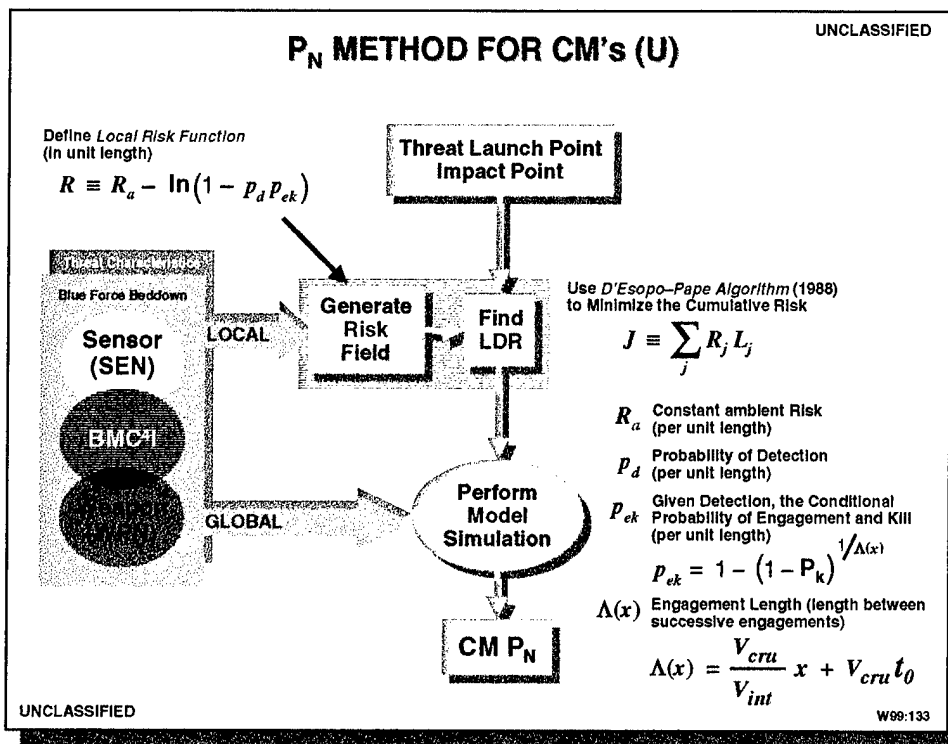 UNCLASSIFIED
P_N METHOD FOR CM's (U)
Define Local Risk Function
(in unit length)
R ≡ R_a − ln(1 − p_d p_ek)
Threat Launch Point
Impact Point
Threat Characteristics
Blue Force Beddown
Sensor
(SEN)
BMC⁴I
Weapon
LOCAL
GLOBAL
Generate
Risk
Field
Find
LDR
Use D'Esopo–Pape Algorithm (1988)
to Minimize the Cumulative Risk
J ≡ ∑_j R_j L_j
R_a Constant ambient Risk
(per unit length)
p_d Probability of Detection
(per unit length)
p_ek Given Detection, the Conditional
Probability of Engagement and Kill
(per unit length)
p_ek = 1 − (1 − P_k)^1/Λ(x)
Λ(x) Engagement Length (length between
successive engagements)
Λ(x) = V_cru/V_int x + V_cru t_0
Perform
Model
Simulation
CM P_N
UNCLASSIFIED
W99:133